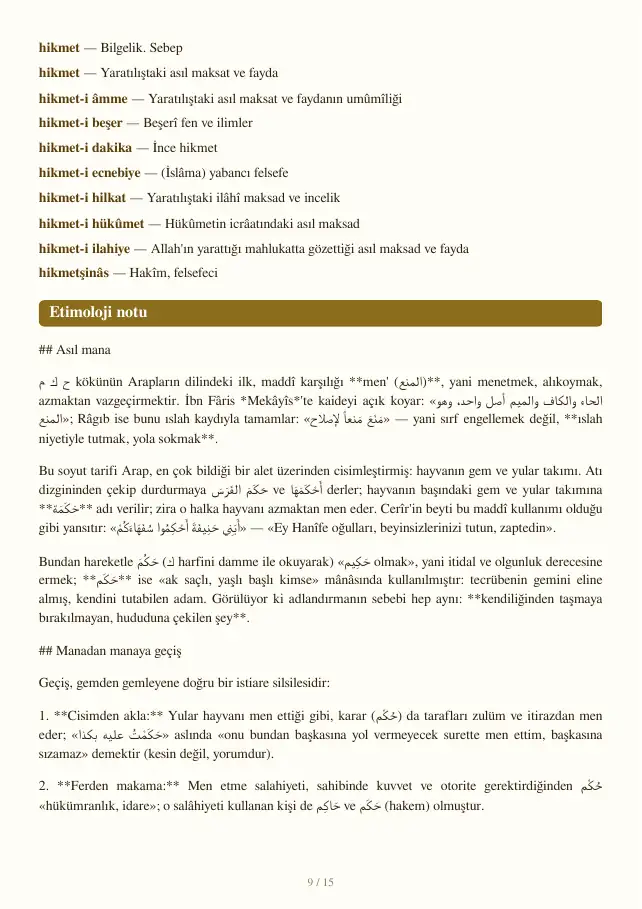 hikmet — Bilgelik. Sebep
hikmet — Yaratılıştaki asıl maksat ve fayda
hikmet-i âmme — Yaratılıştaki asıl maksat ve faydanın umûmîliği
hikmet-i beşer — Beşerî fen ve ilimler
hikmet-i dakika — İnce hikmet
hikmet-i ecnebiye — (İslâma) yabancı felsefe
hikmet-i hilkat — Yaratılıştaki ilâhî maksad ve incelik
hikmet-i hükûmet — Hükûmetin icrâatındaki asıl maksad
hikmet-i ilahiye — Allah'ın yarattığı mahlukatta gözettiği asıl maksad ve fayda
hikmetşinâs — Hakîm, felsefeci
Etimoloji notu
## Asıl mana
ح ك م kökünün Arapların dilindeki ilk, maddî karşılığı **men' (المنع)**, yani menetmek, alıkoymak,
azmaktan vazgeçirmektir. İbn Fâris *Mekâyîs*'te kaideyi açık koyar: «الحاء والكاف والميم أصل واحد، وهو
المنع»; Râgıb ise bunu ıslah kaydıyla tamamlar: «مَنْعَ مَنعاً لإصلاح» — yani sırf engellemek değil, **ıslah
niyetiyle tutmak, yola sokmak**.
Bu soyut tarifi Arap, en çok bildiği bir alet üzerinden cisimleştirmiş: hayvanın gem ve yular takımı. Atı
dizgininden çekip durdurmaya حَكَمَ الفَرَسَ ve أَحْكَمَهَا derler; hayvanın başındaki gem ve yular takımına
**حَكَمَة** adı verilir; zira o halka hayvanı azmaktan men eder. Cerîr'in beyti bu maddî kullanımı olduğu
gibi yansıtır: «أَبَنِي حَنِيفَةَ أَحْكِمُوا سُفَهَاءَكُمْ» — «Ey Hanîfe oğulları, beyinsizlerinizi tutun, zaptedin».
Bundan hareketle حَكُمَ (ك harfini damme ile okuyarak) «حَكِيم olmak», yani itidal ve olgunluk derecesine
ermek; **حَكَم** ise «ak saçlı, yaşlı başlı kimse» mânâsında kullanılmıştır: tecrübenin gemini eline
almış, kendini tutabilen adam. Görülüyor ki adlandırmanın sebebi hep aynı: **kendiliğinden taşmaya
bırakılmayan, hududuna çekilen şey**.
## Manadan manaya geçiş
Geçiş, gemden gemleyene doğru bir istiare silsilesidir:
1. **Cisimden akla:** Yular hayvanı men ettiği gibi, karar (حُكْم) da tarafları zulüm ve itirazdan men
eder; «حَكَمْتُ عليه بكذا» aslında «onu bundan başkasına yol vermeyecek surette men ettim, başkasına
sızamaz» demektir (kesin değil, yorumdur).
2. **Ferden makama:** Men etme salahiyeti, sahibinde kuvvet ve otorite gerektirdiğinden حُكْم
«hükümranlık, idare»; o salâhiyeti kullanan kişi de حَاكِم ve حَكَم (hakem) olmuştur.
9 / 15